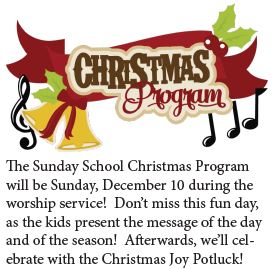 CHRISTMAS
Program
The Sunday School Christmas Program
will be Sunday, December 10 during the
worship service!  Don't miss this fun day,
as the kids present the message of the day
and of the season!  Afterwards, we'll cel-
ebrate with the Christmas Joy Potluck!